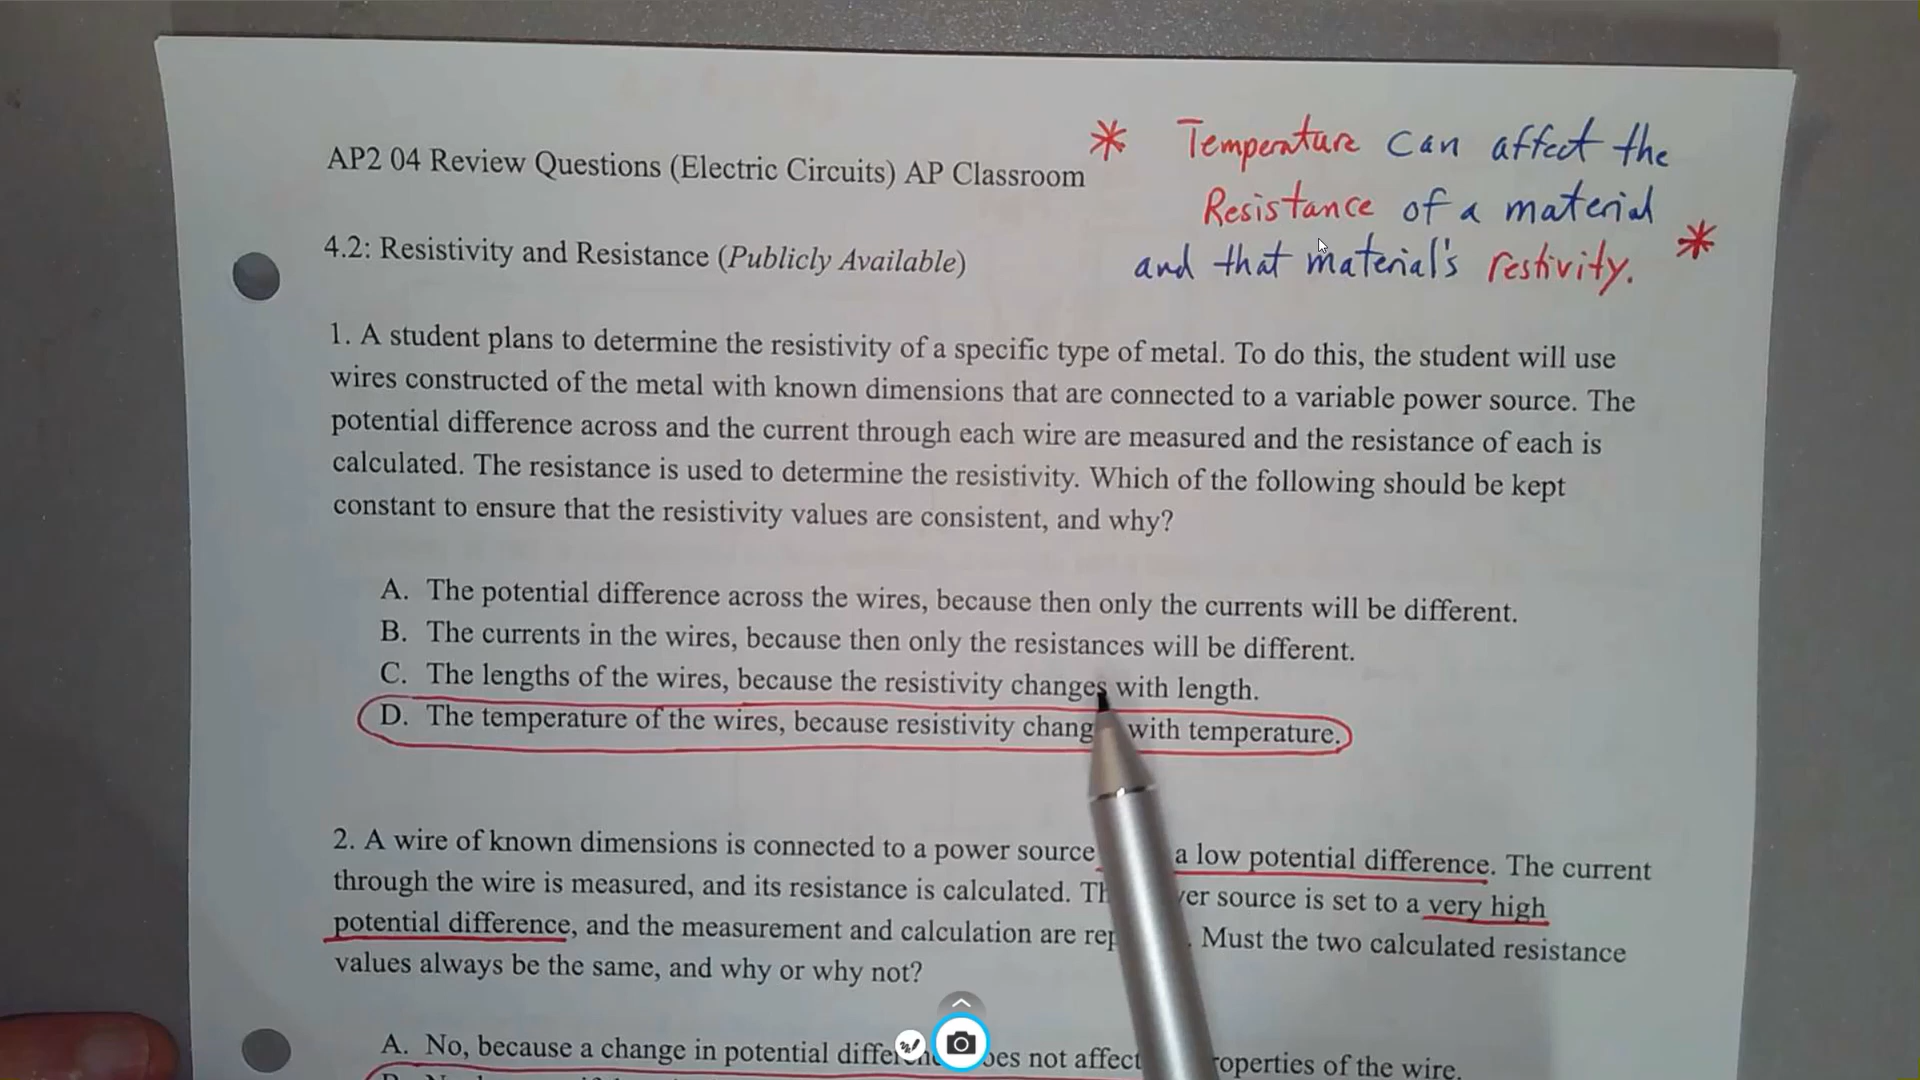 * Temperature can affect the
Resistance of a material
and that material's restivity. *
AP2 04 Review Questions (Electric Circuits) AP Classroom
4.2: Resistivity and Resistance (Publicly Available)
1. A student plans to determine the resistivity of a specific type of metal. To do this, the student will use
wires constructed of the metal with known dimensions that are connected to a variable power source. The
potential difference across and the current through each wire are measured and the resistance of each is
calculated. The resistance is used to determine the resistivity. Which of the following should be kept
constant to ensure that the resistivity values are consistent, and why?
A. The potential difference across the wires, because then only the currents will be different.
B. The currents in the wires, because then only the resistances will be different.
C. The lengths of the wires, because the resistivity changes with length.
D. The temperature of the wires, because resistivity chang with temperature.
2. A wire of known dimensions is connected to a power source a low potential difference. The current
through the wire is measured, and its resistance is calculated. source is set to a very high
potential difference, and the measurement and calculation are Must the two calculated resistance
values always be the same, and why or why not?
A. No, because a change in potential does not affect properties of the wire.